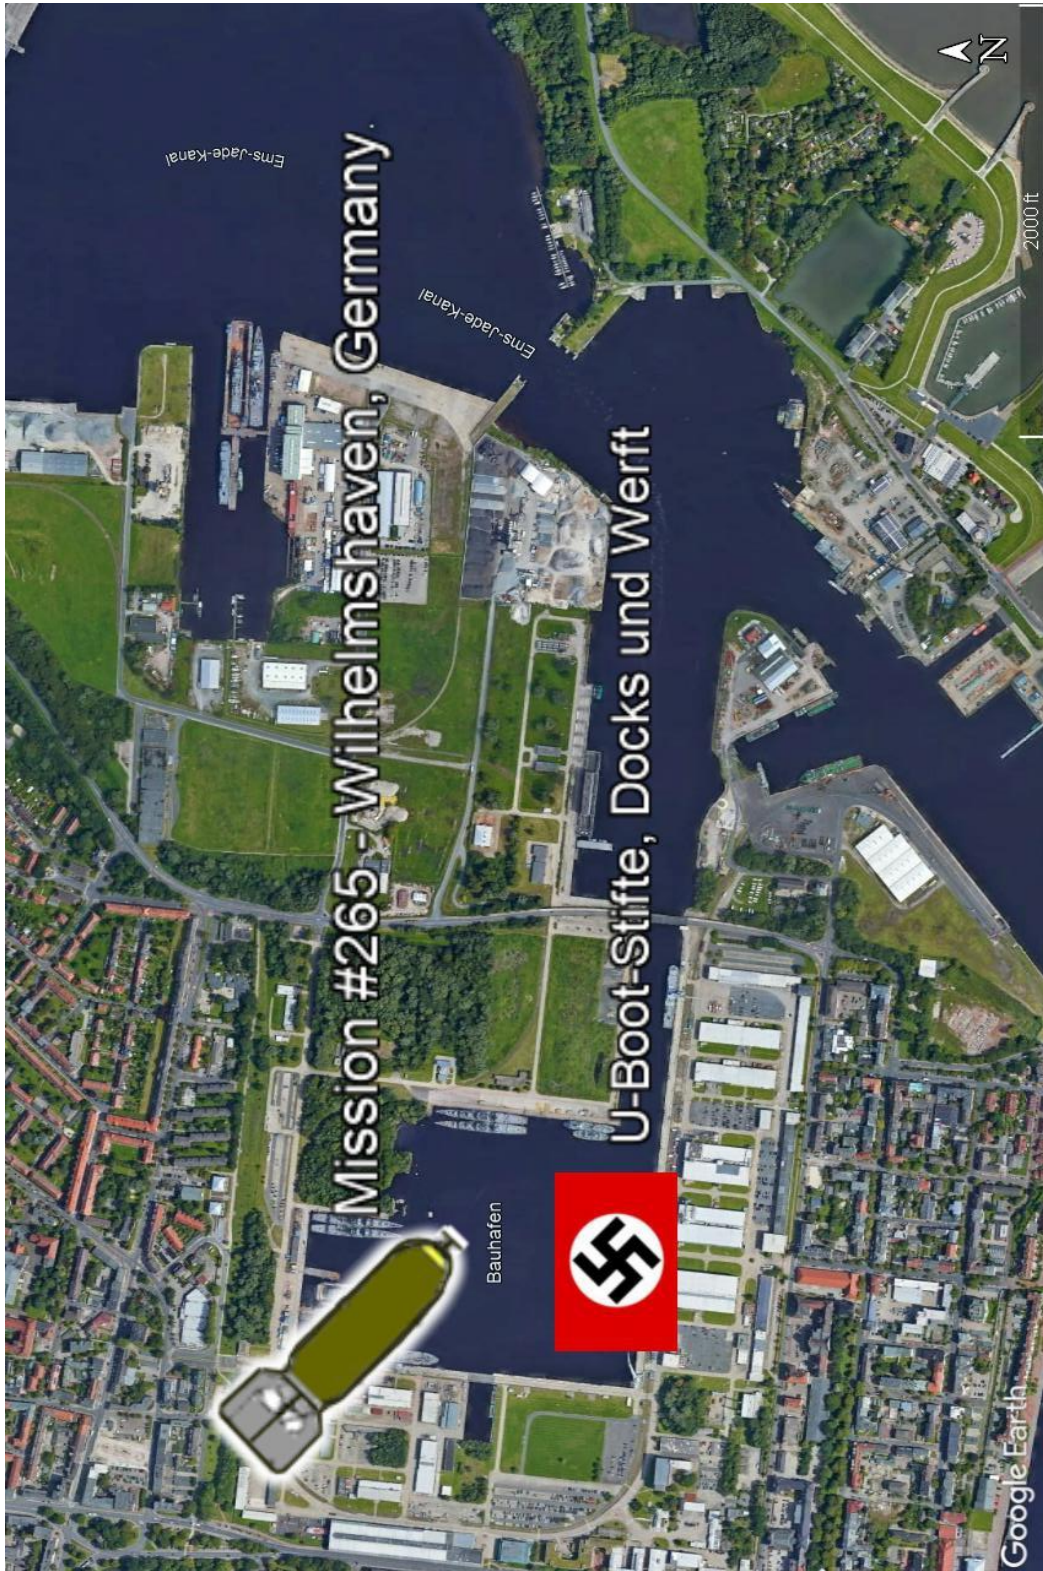 Mission #265 - Wilhelmshaven, Germany.
U-Boot-Stifte, Docks und Werft
Ems-Jade-Kanal
Ems-Jade-Kanal
Bauhafen
N
2000 ft
Google Earth